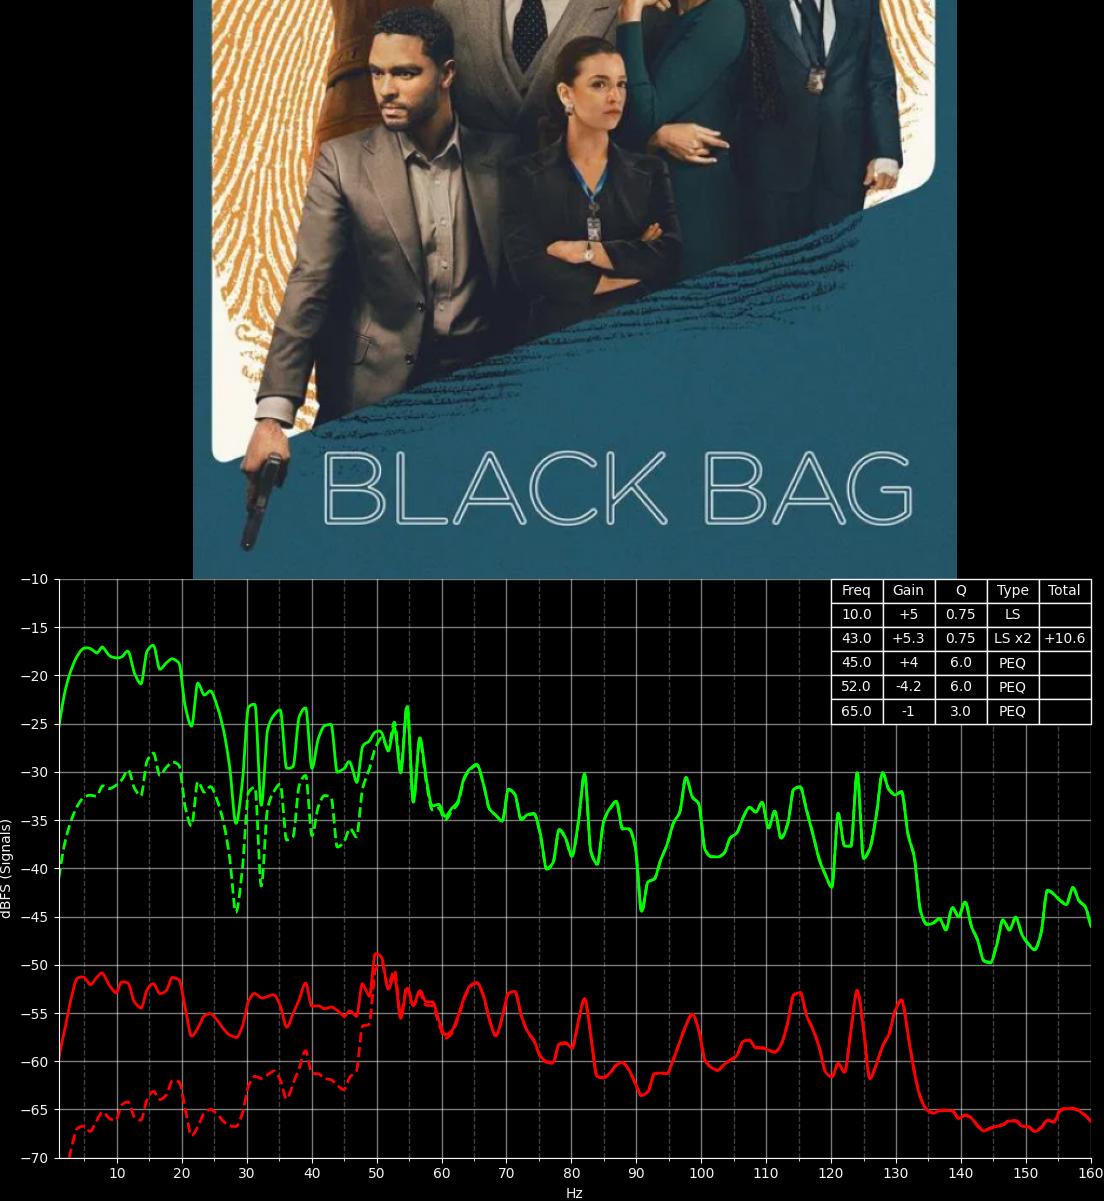 BLACK BAG
Freq Gain Q Type Total
10.0 +5 0.75 LS
43.0 +5.3 0.75 LS x2 +10.6
45.0 +4 6.0 PEQ
52.0 -4.2 6.0 PEQ
65.0 -1 3.0 PEQ
−10
−15
−20
−25
−30
−35
−40
−45
−50
−55
−60
−65
−70
dBFS (Signals)
10 20 30 40 50 60 70 80 90 100 110 120 130 140 150 160
Hz